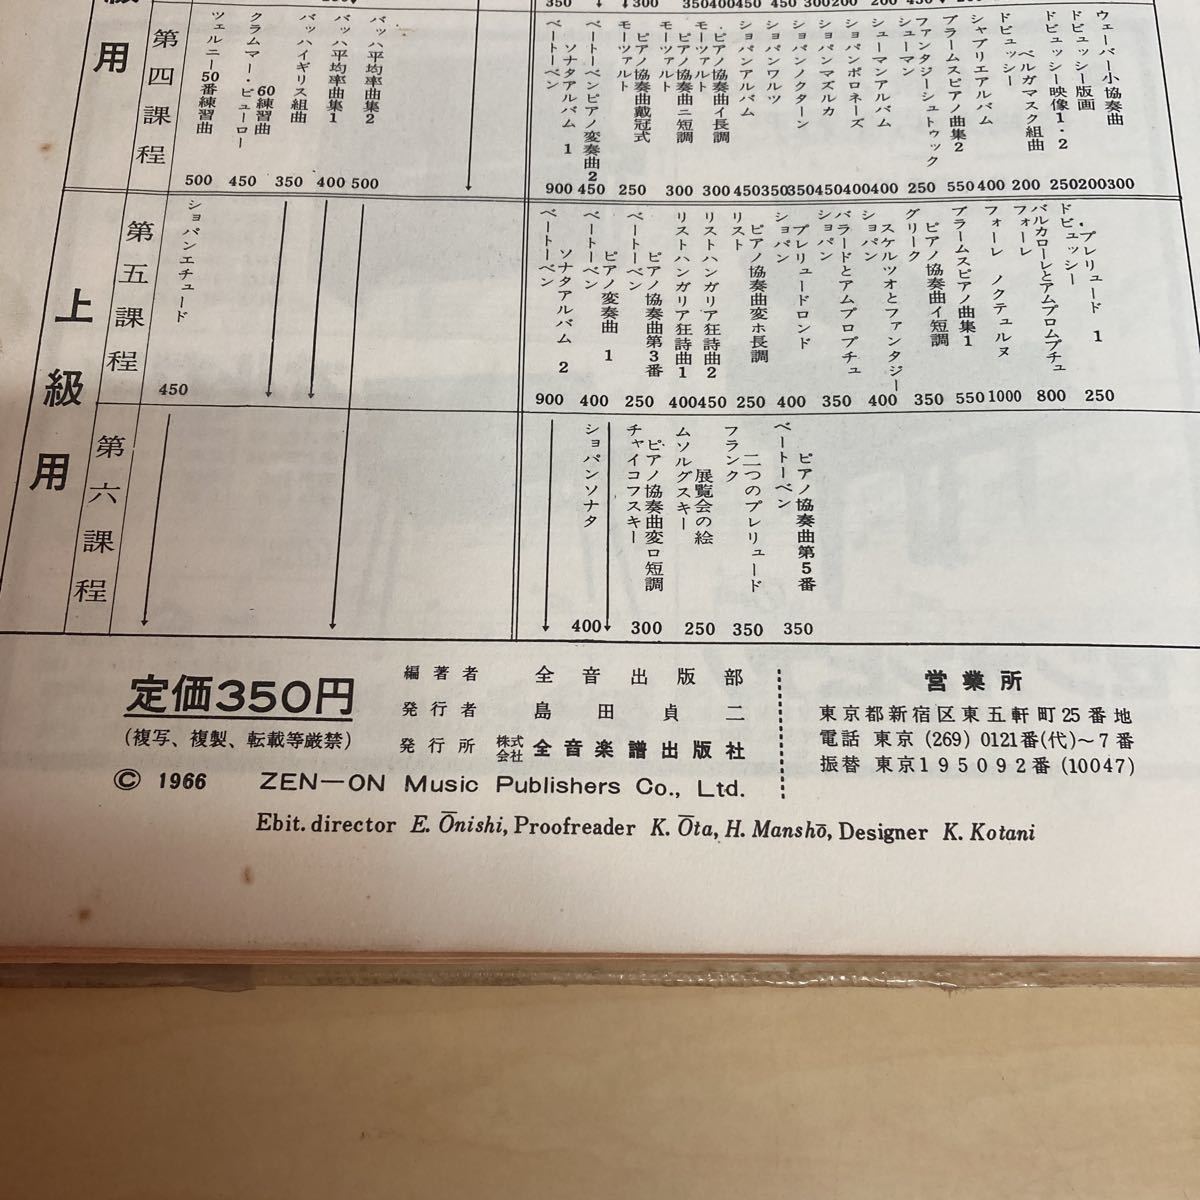 級用
上級用
第四課程
ツェルニー50番練習曲
500
クラムマー・ビューロー
60練習曲
450
バッハイギリス組曲
350
バッハ平均率曲集1
400
バッハ平均率曲集2
500
ベートーベン
ソナタアルバム 1
900
ベートーベンピアノ変奏曲2
450
モーツァルト
ピアノ協奏曲戴冠式
250
モーツァルト
ピアノ協奏曲ニ短調
300
モーツァルト
ピアノ協奏曲イ長調
300
ショパンアルバム
450
ショパンワルツ
350
ショパンノクターン
350
ショパンマズルカ
450
ショパンポロネーズ
400
シューマンアルバム
400
シューマン
ファンタジーシュトゥック
250
ブラームスピアノ曲集2
550
シャブリエアルバム
400
ドビュッシー
ベルガマスク組曲
200
ドビュッシー映像1・2
250
ドビュッシー版画
200
ウェーバー小協奏曲
300
第五課程
ショパンエチュード
450
ベートーベン
ソナタアルバム 2
900
ベートーベン
ピアノ変奏曲 1
400
ベートーベン
ピアノ協奏曲第3番
250
リストハンガリア狂詩曲1
400
リストハンガリア狂詩曲2
450
リスト
ピアノ協奏曲変ホ長調
250
ショパン
プレリュードロンド
400
ショパン
バラードとアムプロプチュ
350
ショパン
スケルツオとファンタジー
400
グリーク
ピアノ協奏曲イ短調
350
ブラームスピアノ曲集1
550
フォーレ ノクテュルヌ
1000
フォーレ
バルカローレとアムプロムプチュ
800
ドビュッシー
プレリュード 1
250
第六課程
ショパンソナタ
400
チャイコフスキー
ピアノ協奏曲変ロ短調
300
ムソルグスキー
展覧会の絵
250
フランク
二つのプレリュード
350
ベートーベン
ピアノ協奏曲第5番
350
定価350円
(複写、複製、転載等厳禁)
編著者 全音出版部
発行者 島田貞二
発行所 株式会社 全音楽譜出版社
© 1966 ZEN—ON Music Publishers Co., Ltd.
営業所
東京都新宿区東五軒町25番地
電話 東京 (269) 0121番(代)~7番
振替 東京195092番 (10047)
Ebit. director E. Ōnishi, Proofreader K. Ōta, H. Manshō, Designer K. Kotani